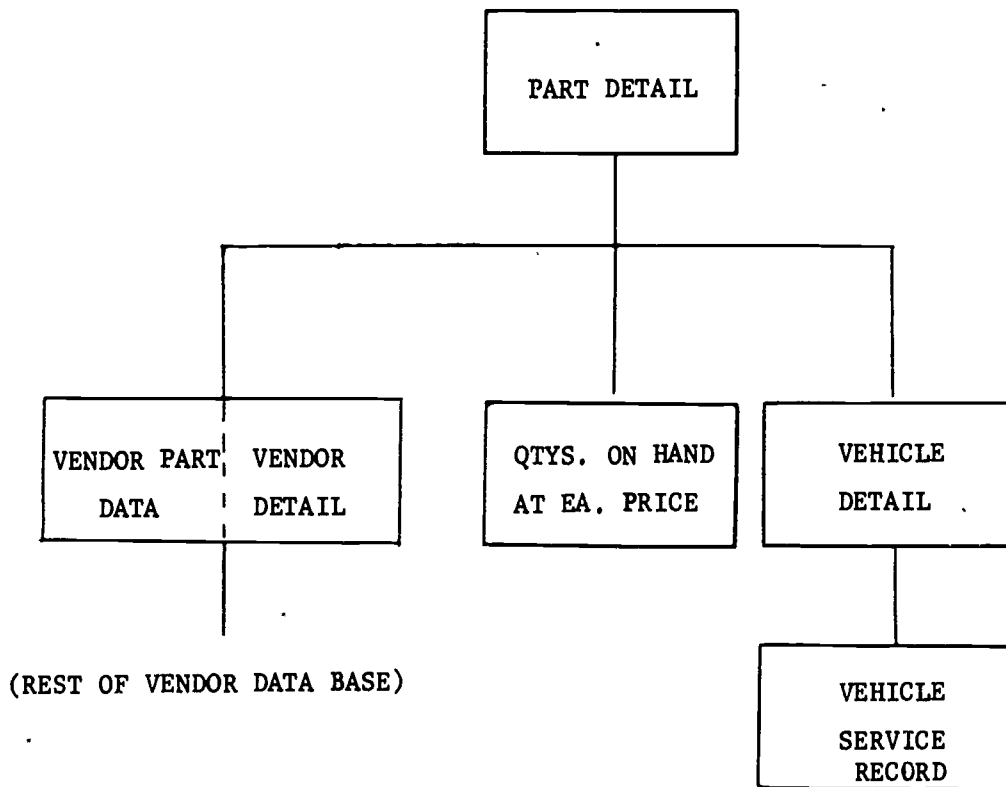 PART DETAIL
VENDOR PART
DATA
VENDOR
DETAIL
QTYS. ON HAND
AT EA. PRICE
VEHICLE
DETAIL
(REST OF VENDOR DATA BASE)
VEHICLE
SERVICE
RECORD